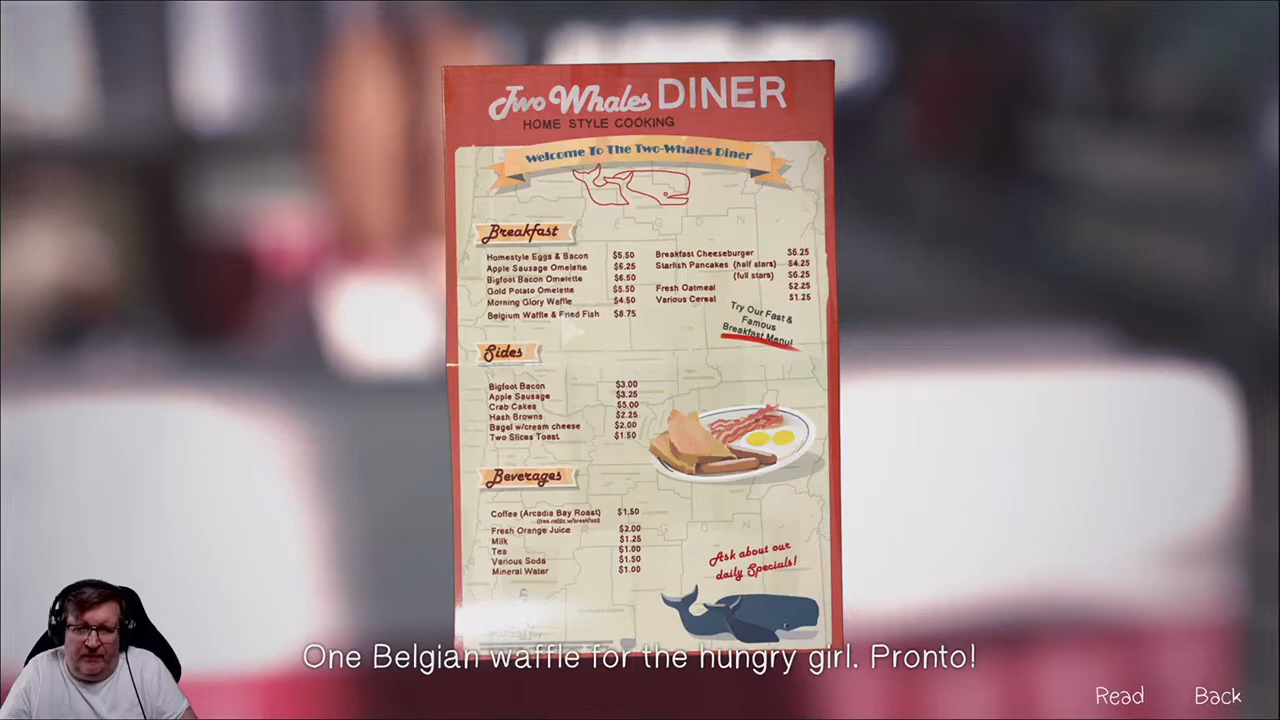 Two Whales DINER
HOME STYLE COOKING
Welcome To The Two-Whales Diner
E G O N
Breakfast
Homestyle Eggs & Bacon $5.50
Apple Sausage Omelette $6.25
Bigfoot Bacon Omelette $6.50
Gold Potato Omelette $5.50
Morning Glory Waffle $4.50
Belgium Waffle & Fried Fish $8.75
Breakfast Cheeseburger $5.25
Starfish Pancakes (half stars) $4.25
(full stars) $6.25
Fresh Oatmeal $2.25
Various Cereal $1.25
Try Our Fast &
Famous
Breakfast Menu!
Sides
Bigfoot Bacon $3.00
Apple Sausage $3.25
Crab Cakes $5.00
Hash Browns $2.25
Bagel w/cream cheese $2.00
Two Slices Toast $1.50
Beverages
Coffee (Arcadia Bay Roast) $1.50
(free refills w/breakfast)
Fresh Orange Juice $2.00
Milk $1.25
Tea $1.00
Various Soda $1.50
Mineral Water $1.00
G O N
Ask about our
daily Specials!
One Belgian waffle for the hungry girl. Pronto!
Read Back